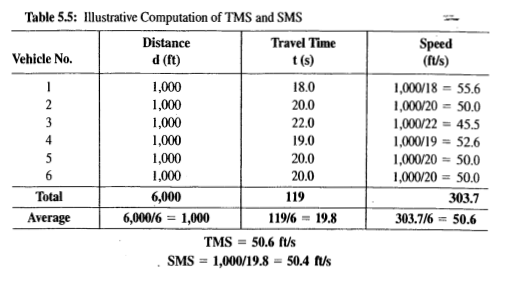 Table 5.5: Illustrative Computation of TMS and SMS
Vehicle No. Distance d (ft) Travel Time t (s) Speed (ft/s)
1 1,000 18.0 1,000/18 = 55.6
2 1,000 20.0 1,000/20 = 50.0
3 1,000 22.0 1,000/22 = 45.5
4 1,000 19.0 1,000/19 = 52.6
5 1,000 20.0 1,000/20 = 50.0
6 1,000 20.0 1,000/20 = 50.0
Total 6,000 119 303.7
Average 6,000/6 = 1,000 119/6 = 19.8 303.7/6 = 50.6
TMS = 50.6 ft/s
SMS = 1,000/19.8 = 50.4 ft/s